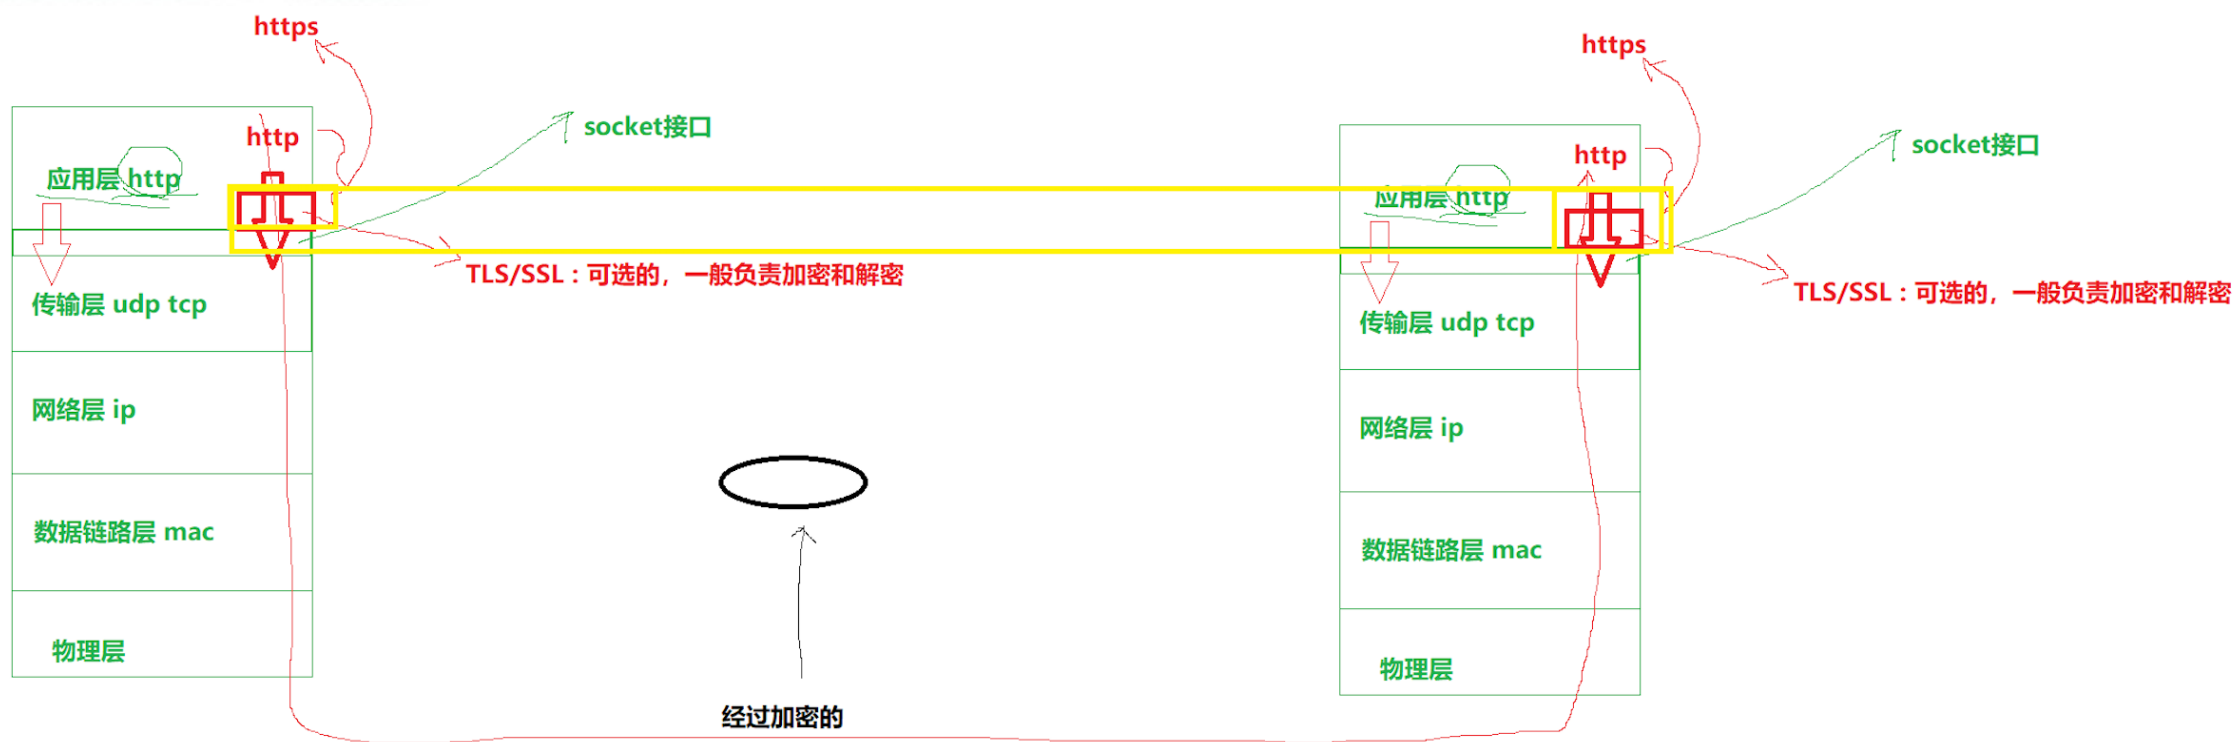 https
http
应用层 http
socket接口
TLS/SSL：可选的，一般负责加密和解密
传输层 udp tcp
网络层 ip
数据链路层 mac
物理层
经过加密的
https
http
应用层 http
socket接口
TLS/SSL：可选的，一般负责加密和解密
传输层 udp tcp
网络层 ip
数据链路层 mac
物理层